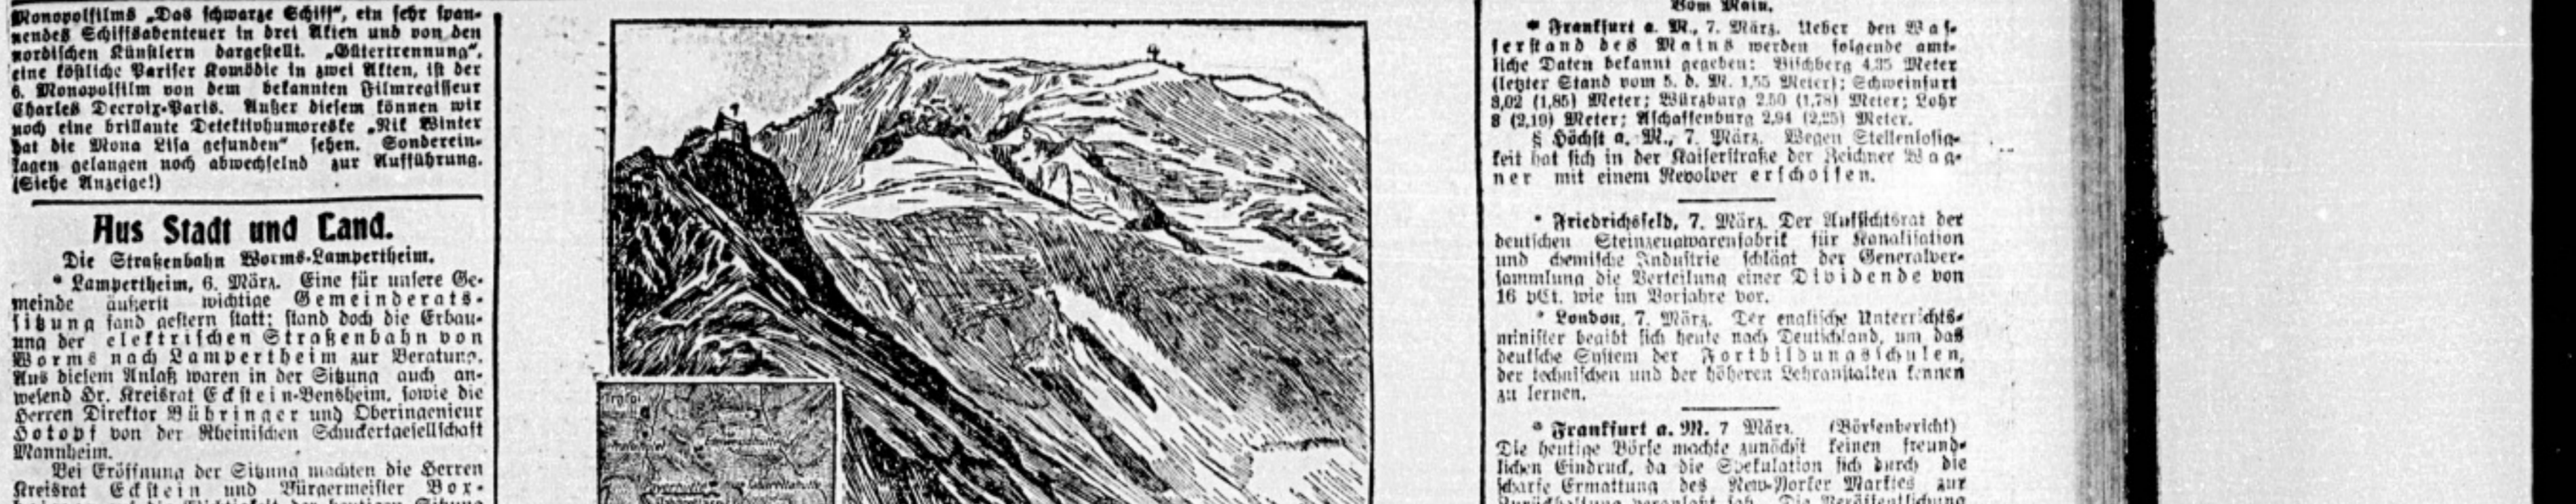 Monopolfilms „Das schwarze Schiff“, ein sehr span-
nendes Schiffsabenteuer in drei Akten und von den
nordischen Künstlern dargestellt. „Gütertrennung“,
eine köstliche Pariser Komödie in zwei Akten, ist der
6. Monopolfilm von dem bekannten Filmregisseur
Charles Decroix-Paris. Außer diesem können wir
noch eine brillante Detektivhumoreske „Nik Winter
hat die Mona Lisa gefunden“ sehen. Sonderein-
lagen gelangen noch abwechselnd zur Aufführung.
(Siehe Anzeige!)
Aus Stadt und Land.
Die Straßenbahn Worms-Lampertheim.
* Lampertheim, 6. März. Eine für unsere Ge-
meinde äußerst wichtige Gemeinderats-
sitzung fand gestern statt; stand doch die Erbau-
ung der elektrischen Straßenbahn von
Worms nach Lampertheim zur Beratung.
Aus diesem Anlaß waren in der Sitzung auch an-
wesend Hr. Kreisrat Eckstein-Bensheim, sowie die
Herren Direktor Bühringer und Oberingenieur
Hotopf von der Rheinischen Schuckertgesellschaft
Mannheim.
Bei Eröffnung der Sitzung machten die Herren
Kreisrat Eckstein und Bürgermeister Box-
2
4
7
5
Vom Main.
* Frankfurt a. M., 7. März. Ueber den Was-
serstand des Mains werden folgende amt-
liche Daten bekannt gegeben: Bischberg 4,35 Meter
(letzter Stand vom 5. d. M. 1,55 Meter); Schweinfurt
3,02 (1,85) Meter; Würzburg 2,50 (1,78) Meter; Lohr
3 (2,19) Meter; Aschaffenburg 2,94 (2,25) Meter.
§ Höchst a. M., 7. März. Wegen Stellenlosig-
keit hat sich in der Kaiserstraße der Zeichner Wag-
ner mit einem Revolver erschossen.
* Friedrichsfeld, 7. März. Der Aufsichtsrat der
deutschen Steinzeugwarenfabrik für Kanalisation
und chemische Industrie schlägt der Generalver-
sammlung die Verteilung einer Dividende von
16 pCt. wie im Vorjahre vor.
* London, 7. März. Der englische Unterrichts-
minister begibt sich heute nach Deutschland, um das
deutsche System der Fortbildungsschulen,
der technischen und der höheren Lehranstalten kennen
zu lernen.
* Frankfurt a. M. 7 März. (Börsenbericht)
Die heutige Börse machte zunächst keinen freund-
lichen Eindruck, da die Spekulation sich durch die
scharfe Ermattung des New-Yorker Marktes zur
Zurückhaltung veranlaßt sah. Die Veröffentlichung